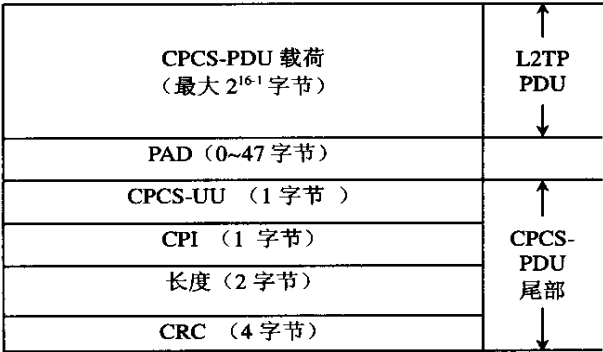 CPCS-PDU 载荷
（最大 2^16-1 字节）
L2TP
PDU
PAD（0~47 字节）
CPCS-UU （1 字节 ）
CPI （1 字节）
长度（2 字节）
CRC （4 字节）
CPCS-
PDU
尾部